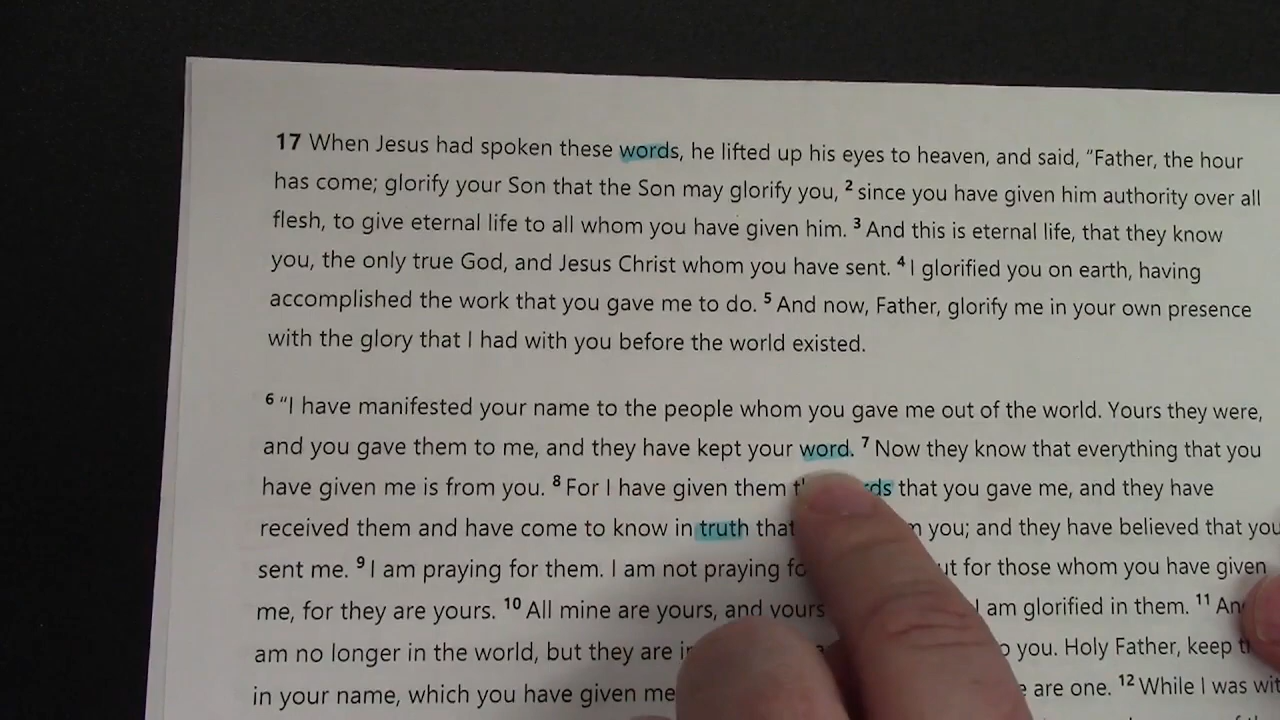 17 When Jesus had spoken these words, he lifted up his eyes to heaven, and said, “Father, the hour
has come; glorify your Son that the Son may glorify you, 2 since you have given him authority over all
flesh, to give eternal life to all whom you have given him. 3 And this is eternal life, that they know
you, the only true God, and Jesus Christ whom you have sent. 4 I glorified you on earth, having
accomplished the work that you gave me to do. 5 And now, Father, glorify me in your own presence
with the glory that I had with you before the world existed.
6 “I have manifested your name to the people whom you gave me out of the world. Yours they were,
and you gave them to me, and they have kept your word. 7 Now they know that everything that you
have given me is from you. 8 For I have given them that you gave me, and they have
received them and have come to know in truth that you; and they have believed that you
sent me. 9 I am praying for them. I am not praying for those whom you have given
me, for they are yours. 10 All mine are yours, and yours I am glorified in them. 11
am no longer in the world, but they are you. Holy Father, keep
in your name, which you have given me are one. 12 While I was